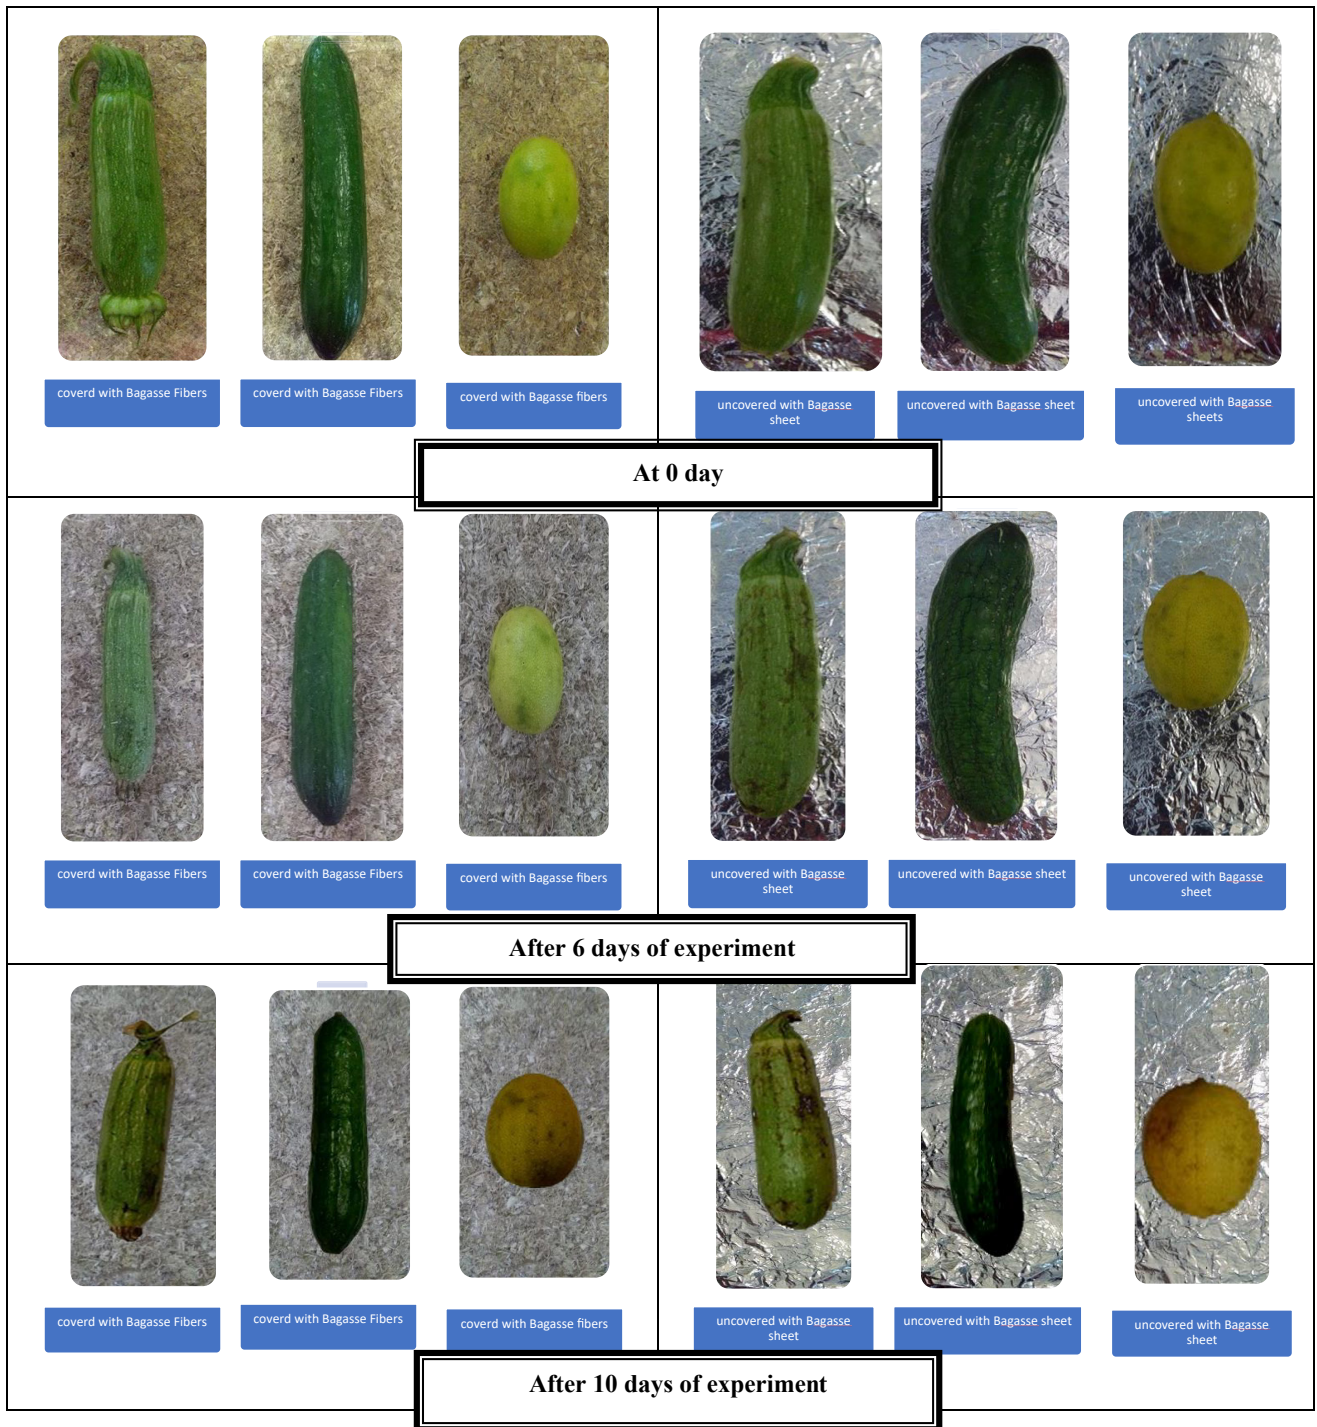 coverd with Bagasse Fibers
coverd with Bagasse Fibers
coverd with Bagasse fibers
uncovered with Bagasse
sheet
uncovered with Bagasse sheet
uncovered with Bagasse
sheets
At 0 day
coverd with Bagasse Fibers
coverd with Bagasse Fibers
coverd with Bagasse fibers
uncovered with Bagasse
sheet
uncovered with Bagasse sheet
uncovered with Bagasse
sheet
After 6 days of experiment
coverd with Bagasse Fibers
coverd with Bagasse Fibers
coverd with Bagasse fibers
uncovered with Bagasse
sheet
uncovered with Bagasse sheet
uncovered with Bagasse
sheet
After 10 days of experiment